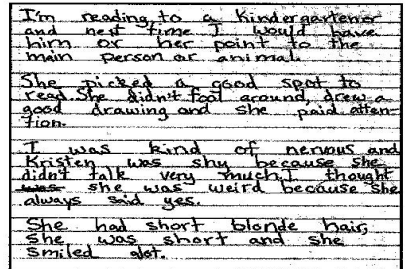 I'm reading to a kindergartener
and next time I would have
him or her point to the
main person or animal.
She picked a good spot to
read. She didn't fool around, drew a
good drawing and she paid atten-
tion.
I was kind of nervous and
Kristen was shy because she
didn't talk very much. I thought
was she was weird because she
always said yes.
She had short blonde hair,
She was short and she
smiled alot.